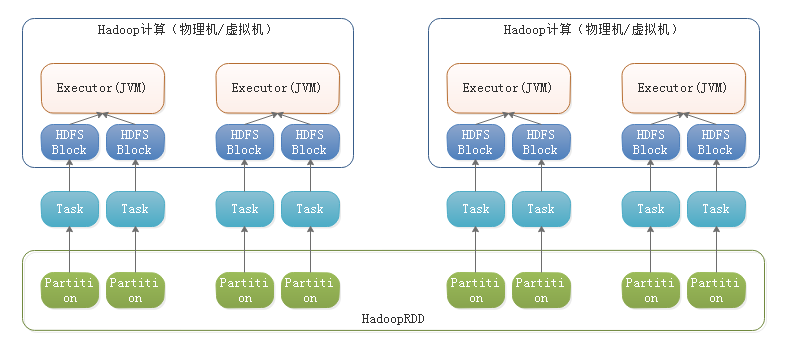 Hadoop计算（物理机/虚拟机）
Hadoop计算（物理机/虚拟机）
Executor(JVM)
Executor(JVM)
Executor(JVM)
Executor(JVM)
HDFS
Block
HDFS
Block
HDFS
Block
HDFS
Block
HDFS
Block
HDFS
Block
HDFS
Block
HDFS
Block
Task
Task
Task
Task
Task
Task
Task
Task
Partiti
on
Partiti
on
Partiti
on
Partiti
on
Partiti
on
Partiti
on
Partiti
on
Partiti
on
HadoopRDD